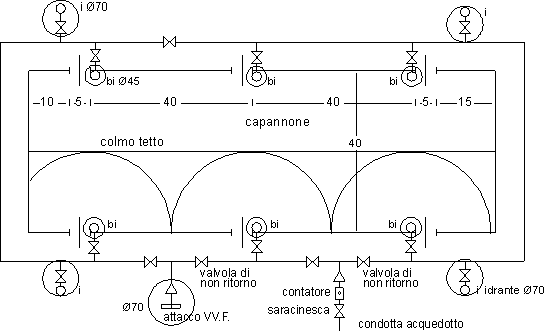 i Ø70
i
bi Ø45
bi
bi
10 5 40 40 5 15
capannone
colmo tetto
40
bi
bi
bi
valvola di
non ritorno
valvola di
non ritorno
i
contatore
i idrante Ø70
Ø70
saracinesca
attacco VV.F.
condotta acquedotto